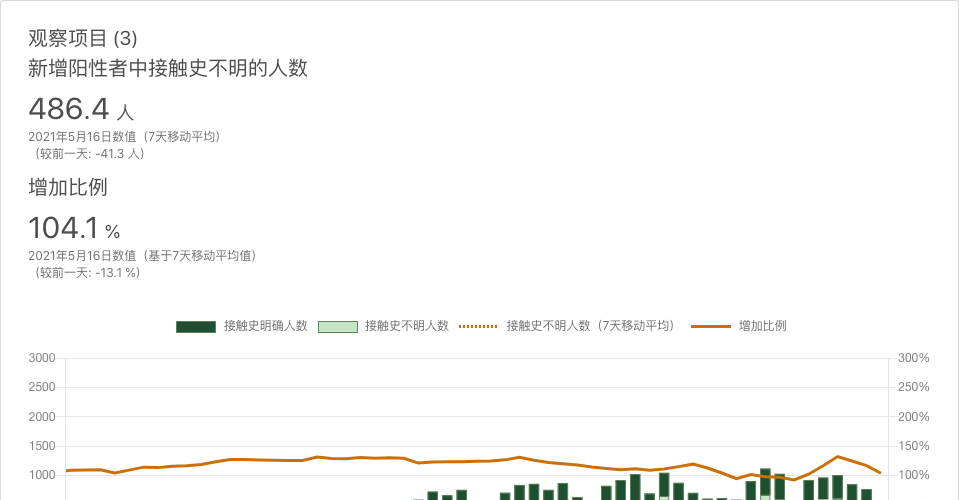 观察项目 (3)
新增阳性者中接触史不明的人数
486.4 人
2021年5月16日数值（7天移动平均）
（较前一天: -41.3 人）
增加比例
104.1 %
2021年5月16日数值（基于7天移动平均值）
（较前一天: -13.1 %）
接触史明确人数 接触史不明人数 接触史不明人数（7天移动平均） 增加比例
3000 300%
2500 250%
2000 200%
1500 150%
1000 100%